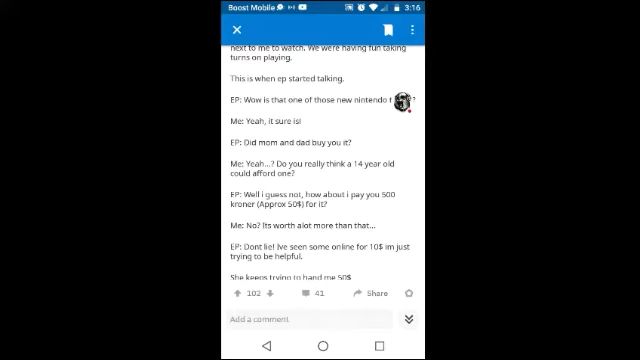 Boost Mobile 3:16
next to me to watch. We were having fun taking
turns on playing.
This is when ep started talking.
EP: Wow is that one of those new nintendo ?
Me: Yeah, it sure is!
EP: Did mom and dad buy you it?
Me: Yeah...? Do you really think a 14 year old
could afford one?
EP: Well i guess not, how about i pay you 500
kroner (Approx 50$) for it?
Me: No? Its worth alot more than that...
EP: Dont lie! Ive seen some online for 10$ im just
trying to be helpful.
She keeps trying to hand me 50$
102 41 Share
Add a comment